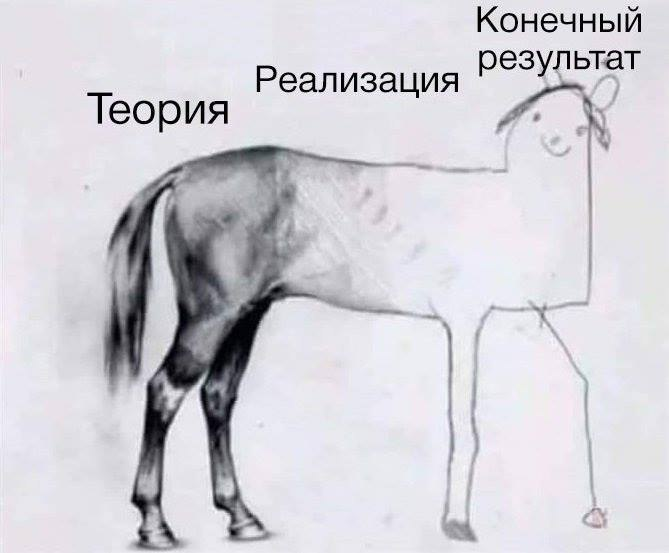 Теория
Реализация
Конечный
результат